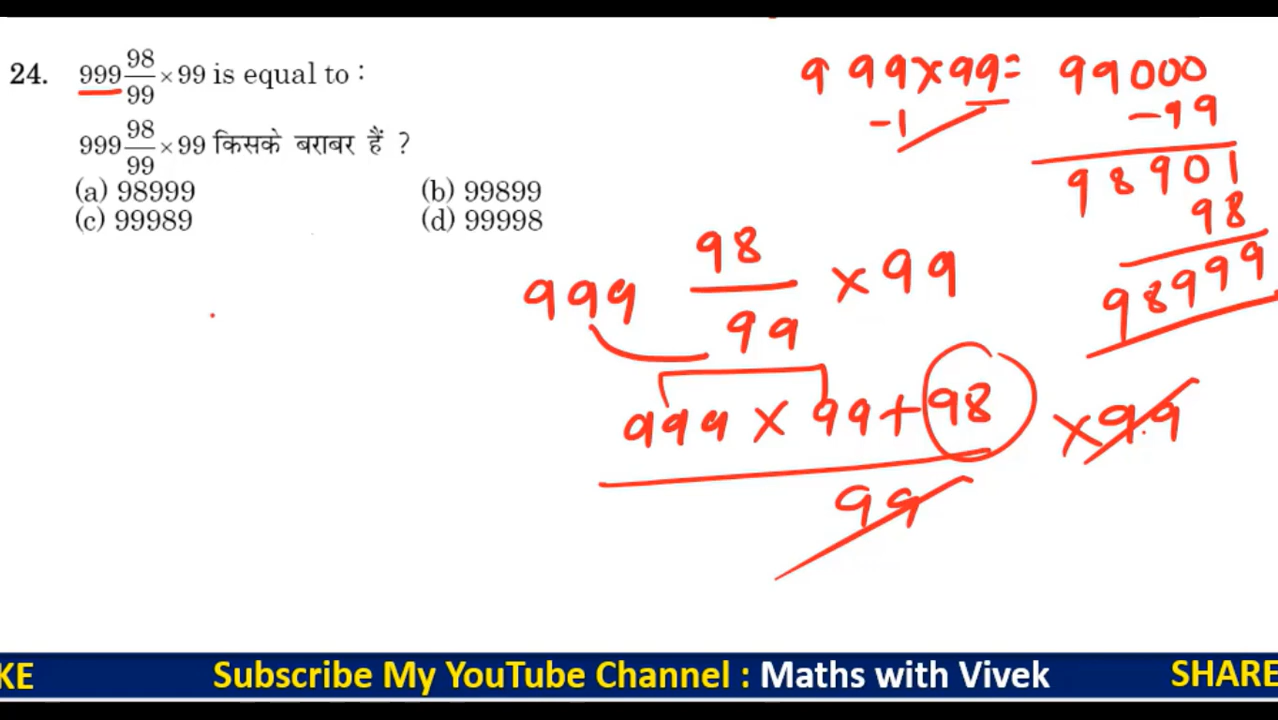 24. 999 98/99 × 99 is equal to :
999 98/99 × 99 किसके बराबर हैं ?
(a) 98999 (b) 99899
(c) 99989 (d) 99998
999×99= 99000
-1 -99
98901
98
98999
999 98/99 × 99
999 × 99 + 98 × 99
99
KE Subscribe My YouTube Channel : Maths with Vivek SHARE